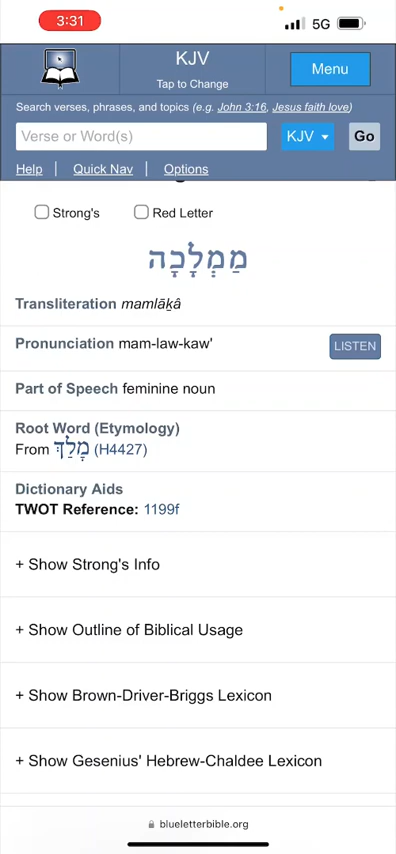 3:31
5G
KJV
Tap to Change
Menu
Search verses, phrases, and topics (e.g. John 3:16, Jesus faith love)
Verse or Word(s)
KJV
Go
Help | Quick Nav | Options
Strong's
Red Letter
מַמְלָכָה
Transliteration mamlāḵâ
Pronunciation mam-law-kaw'
LISTEN
Part of Speech feminine noun
Root Word (Etymology)
From מָלַךְ (H4427)
Dictionary Aids
TWOT Reference: 1199f
+ Show Strong's Info
+ Show Outline of Biblical Usage
+ Show Brown-Driver-Briggs Lexicon
+ Show Gesenius' Hebrew-Chaldee Lexicon
blueletterbible.org